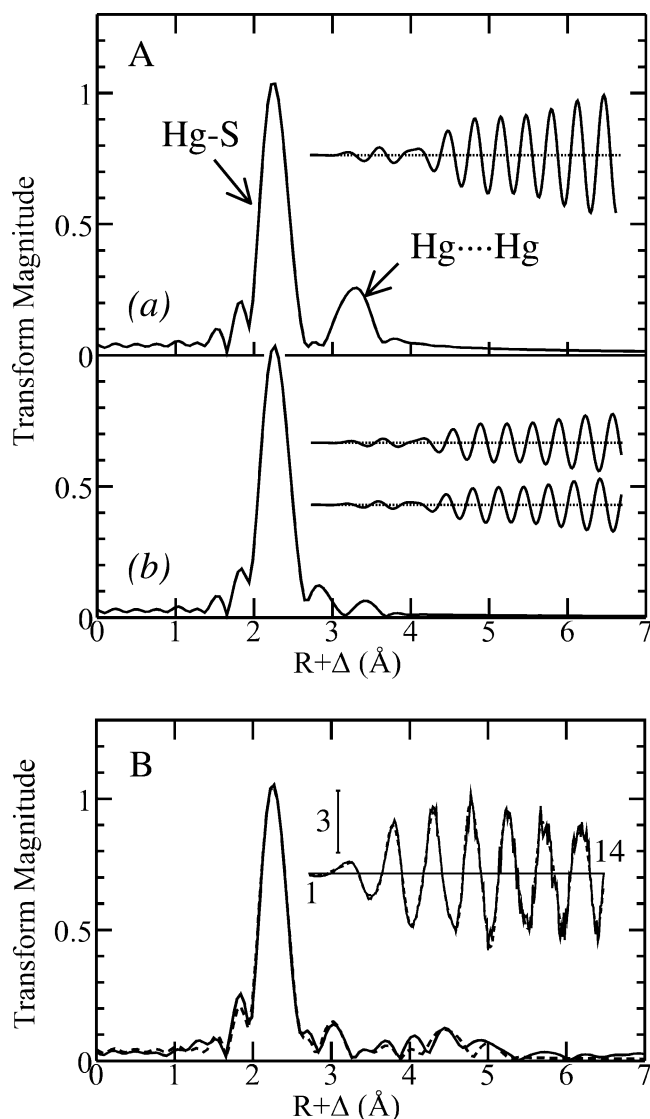 A
1
Hg-S
0.5
Hg····Hg
(a)
0
Transform Magnitude
0.5
(b)
0
0 1 2 3 4 5 6 7
R+Δ (Å)
B
1
3
14
1
0.5
Transform Magnitude
0
0 1 2 3 4 5 6 7
R+Δ (Å)